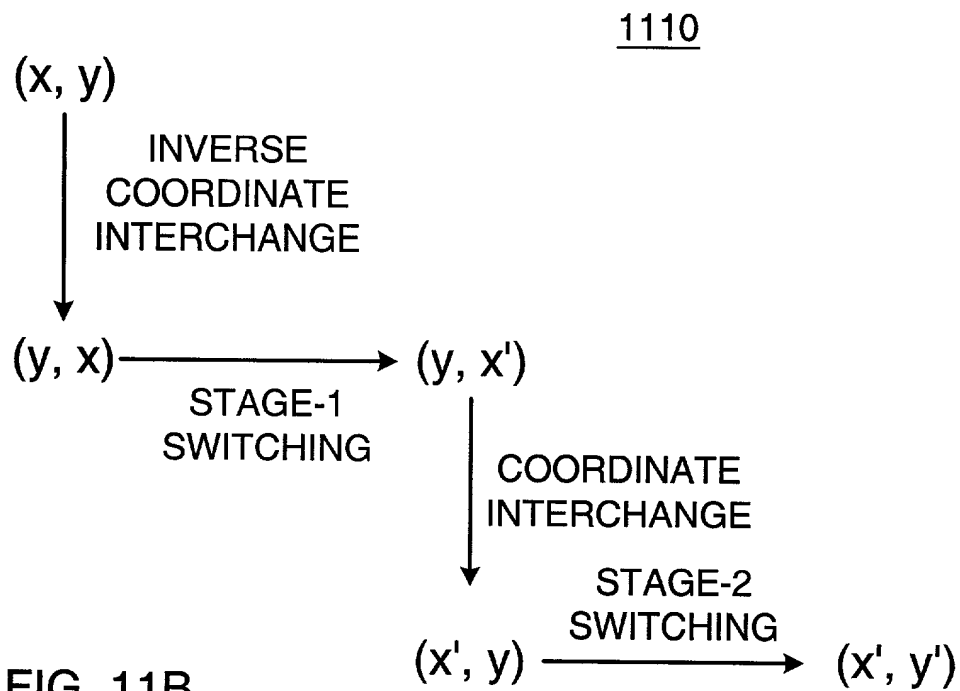 1110
(x, y)
INVERSE
COORDINATE
INTERCHANGE
(y, x)
(y, x')
STAGE-1
SWITCHING
COORDINATE
INTERCHANGE
STAGE-2
SWITCHING
(x', y)
(x', y')
FIG. 11B